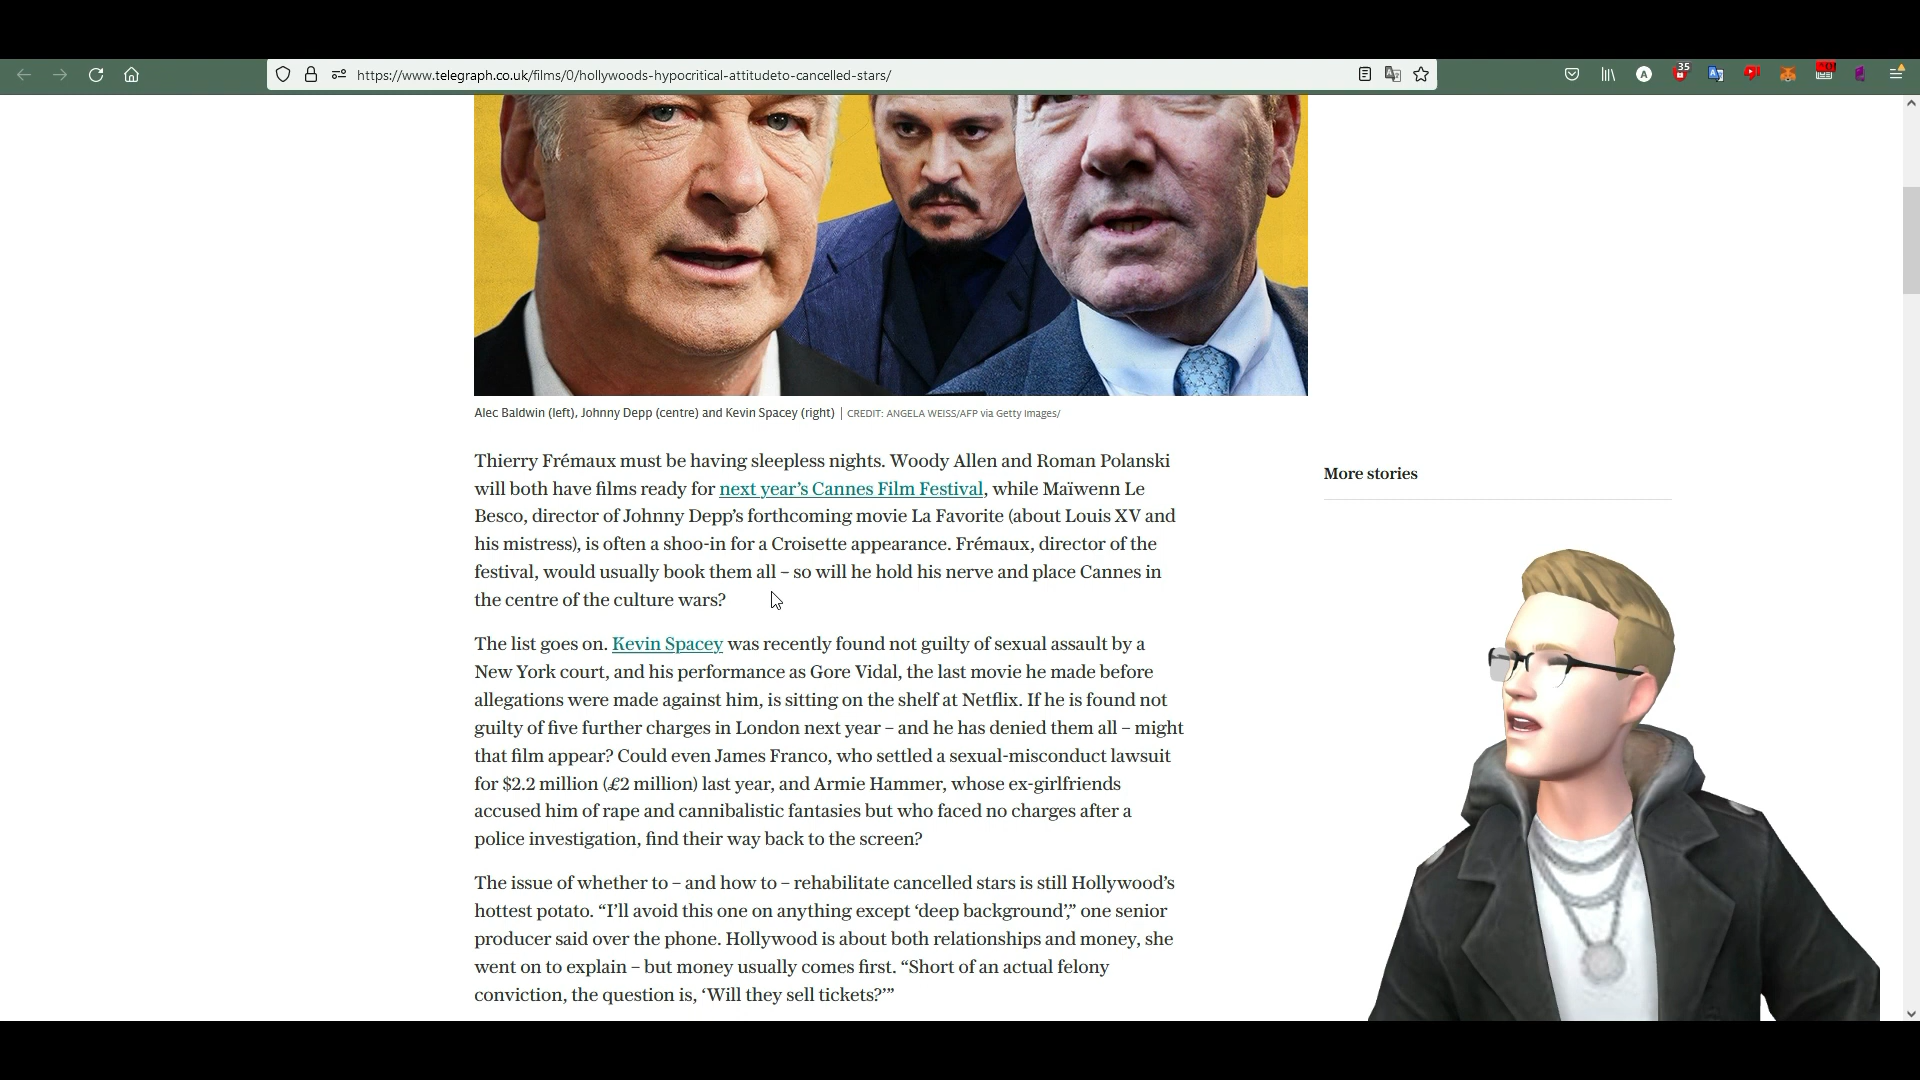 https://www.telegraph.co.uk/films/0/hollywoods-hypocritical-attitudeto-cancelled-stars/
A
35
Alec Baldwin (left), Johnny Depp (centre) and Kevin Spacey (right) | CREDIT: ANGELA WEISS/AFP via Getty Images/
Thierry Frémaux must be having sleepless nights. Woody Allen and Roman Polanski
will both have films ready for next year’s Cannes Film Festival, while Maïwenn Le
Besco, director of Johnny Depp’s forthcoming movie La Favorite (about Louis XV and
his mistress), is often a shoo-in for a Croisette appearance. Frémaux, director of the
festival, would usually book them all – so will he hold his nerve and place Cannes in
the centre of the culture wars?
The list goes on. Kevin Spacey was recently found not guilty of sexual assault by a
New York court, and his performance as Gore Vidal, the last movie he made before
allegations were made against him, is sitting on the shelf at Netflix. If he is found not
guilty of five further charges in London next year – and he has denied them all – might
that film appear? Could even James Franco, who settled a sexual-misconduct lawsuit
for $2.2 million (£2 million) last year, and Armie Hammer, whose ex-girlfriends
accused him of rape and cannibalistic fantasies but who faced no charges after a
police investigation, find their way back to the screen?
The issue of whether to – and how to – rehabilitate cancelled stars is still Hollywood’s
hottest potato. “I’ll avoid this one on anything except ‘deep background’,” one senior
producer said over the phone. Hollywood is about both relationships and money, she
went on to explain – but money usually comes first. “Short of an actual felony
conviction, the question is, ‘Will they sell tickets?’”
More stories